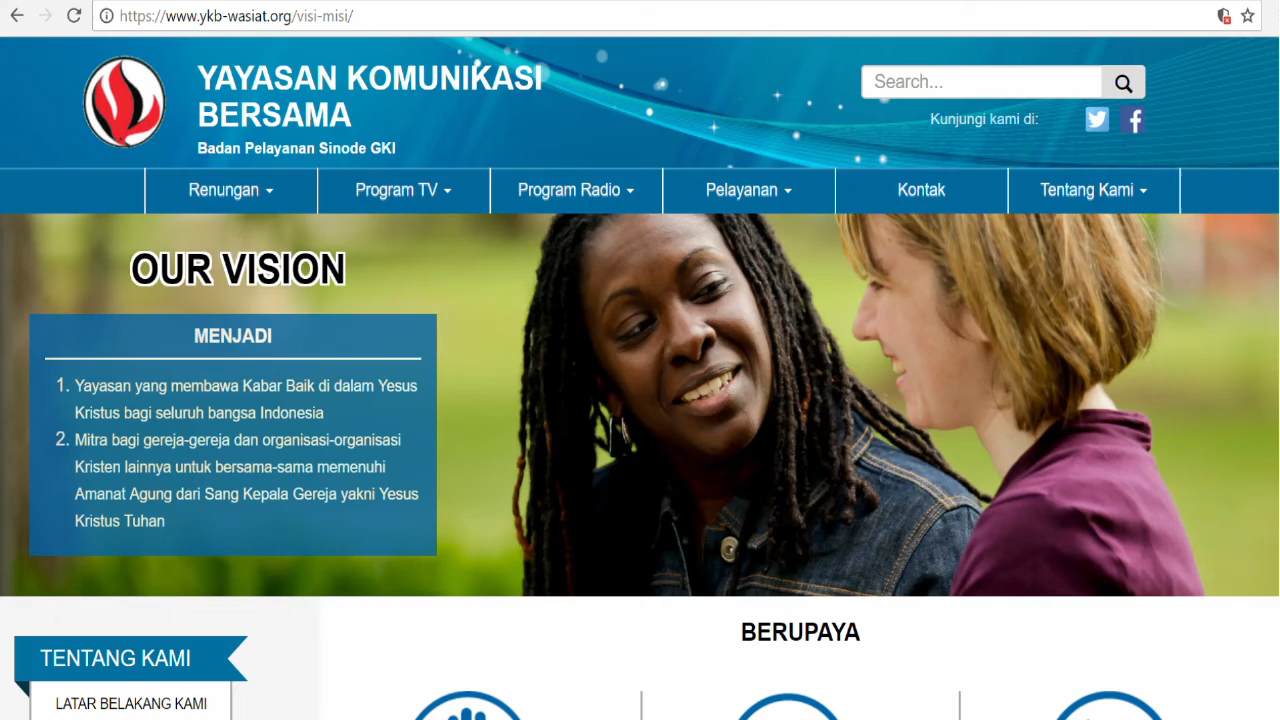 https://www.ykb-wasiat.org/visi-misi/
YAYASAN KOMUNIKASI
BERSAMA
Badan Pelayanan Sinode GKI
Search...
Kunjungi kami di:
Renungan
Program TV
Program Radio
Pelayanan
Kontak
Tentang Kami
OUR VISION
MENJADI
1. Yayasan yang membawa Kabar Baik di dalam Yesus
Kristus bagi seluruh bangsa Indonesia
2. Mitra bagi gereja-gereja dan organisasi-organisasi
Kristen lainnya untuk bersama-sama memenuhi
Amanat Agung dari Sang Kepala Gereja yakni Yesus
Kristus Tuhan
BERUPAYA
TENTANG KAMI
LATAR BELAKANG KAMI